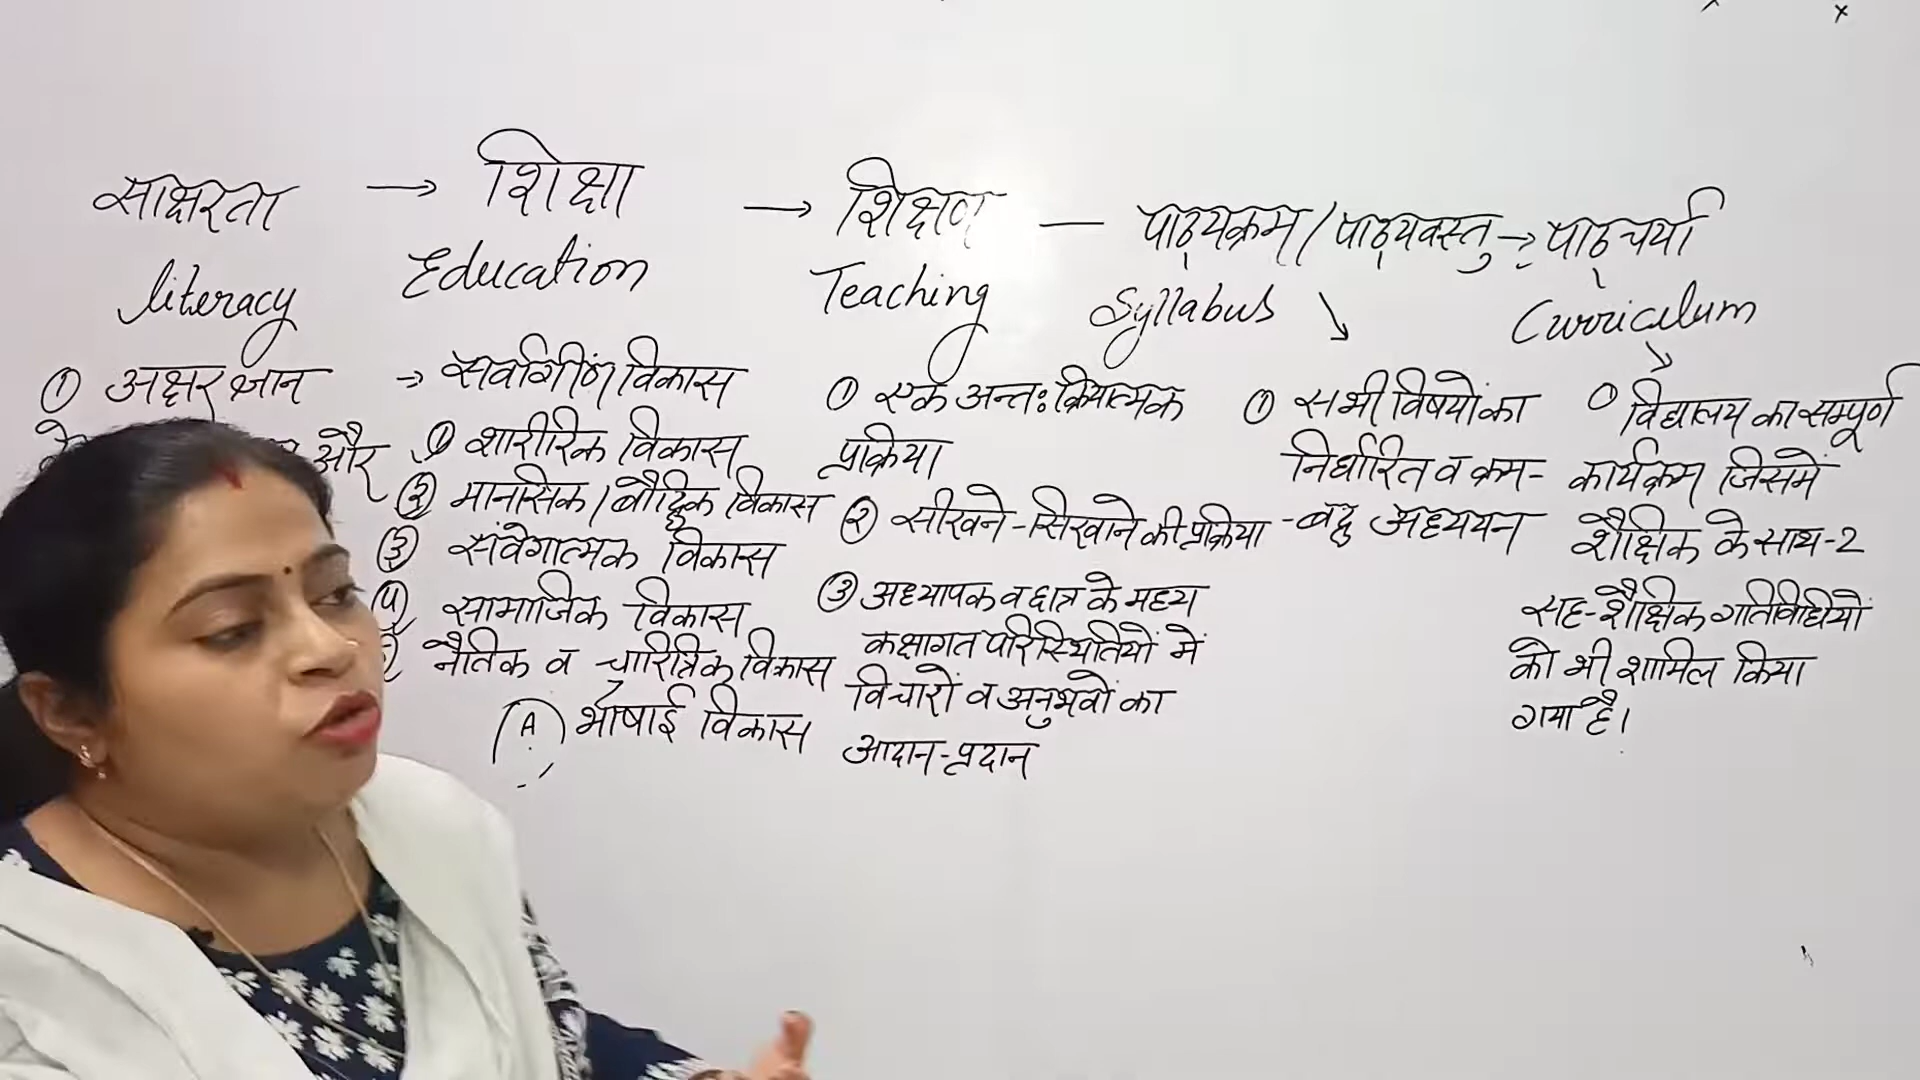 साक्षरता → शिक्षा → शिक्षण — पाठ्यक्रम / पाठ्यवस्तु → पाठ्चर्या
literacy Education Teaching Syllabus Curriculum
① अक्षर ज्ञान
और
→ सर्वांगीण विकास
① शारीरिक विकास
② मानसिक / बौद्धिक विकास
③ संवेगात्मक विकास
④ सामाजिक विकास
नैतिक व चारित्रिक विकास
(A) भाषाई विकास
① एक अन्तः क्रियात्मक
प्रक्रिया
② सीखने-सिखाने की प्रक्रिया
③ अध्यापक व छात्र के मध्य
कक्षागत परिस्थितियों में
विचारों व अनुभवों का
आदान-प्रदान
① सभी विषयों का
निर्धारित व क्रम-
-बद्ध अध्ययन
① विद्यालय का सम्पूर्ण
कार्यक्रम जिसमें
शैक्षिक के साथ-2
सह-शैक्षिक गतिविधियों
को भी शामिल किया
गया है।